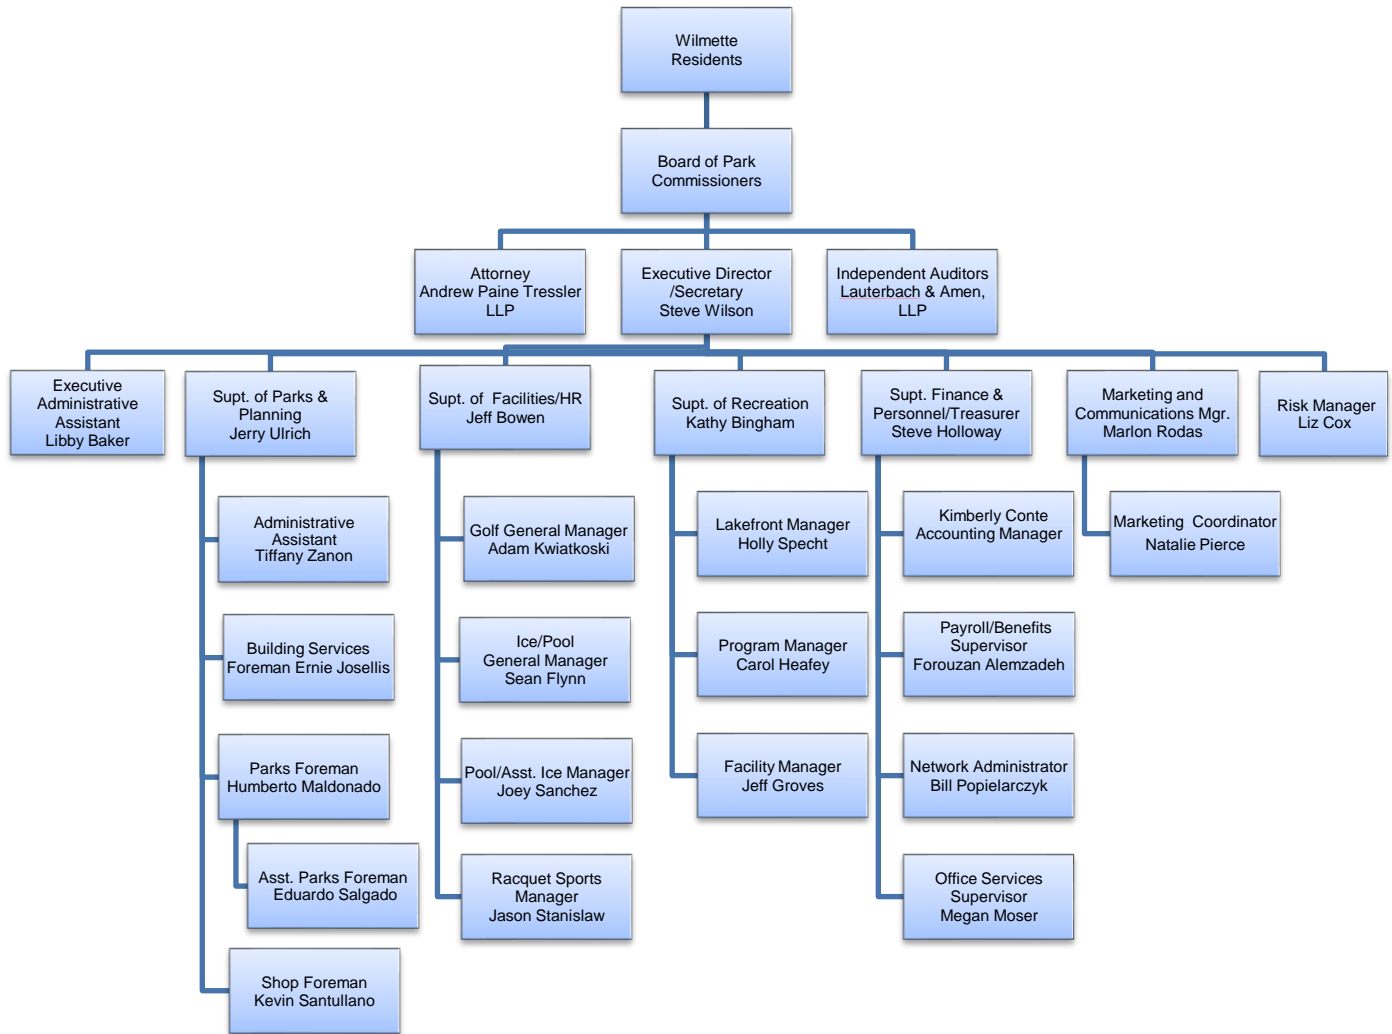 Wilmette
Residents
Board of Park
Commissioners
Attorney
Andrew Paine Tressler
LLP
Executive Director
/Secretary
Steve Wilson
Independent Auditors
Lauterbach & Amen,
LLP
Executive
Administrative
Assistant
Libby Baker
Supt. of Parks &
Planning
Jerry Ulrich
Supt. of Facilities/HR
Jeff Bowen
Supt. of Recreation
Kathy Bingham
Supt. Finance &
Personnel/Treasurer
Steve Holloway
Marketing and
Communications Mgr.
Marlon Rodas
Risk Manager
Liz Cox
Administrative
Assistant
Tiffany Zanon
Building Services
Foreman Ernie Josellis
Parks Foreman
Humberto Maldonado
Asst. Parks Foreman
Eduardo Salgado
Shop Foreman
Kevin Santullano
Golf General Manager
Adam Kwiatkoski
Ice/Pool
General Manager
Sean Flynn
Pool/Asst. Ice Manager
Joey Sanchez
Racquet Sports
Manager
Jason Stanislaw
Lakefront Manager
Holly Specht
Program Manager
Carol Heafey
Facility Manager
Jeff Groves
Kimberly Conte
Accounting Manager
Payroll/Benefits
Supervisor
Forouzan Alemzadeh
Network Administrator
Bill Popielarczyk
Office Services
Supervisor
Megan Moser
Marketing Coordinator
Natalie Pierce